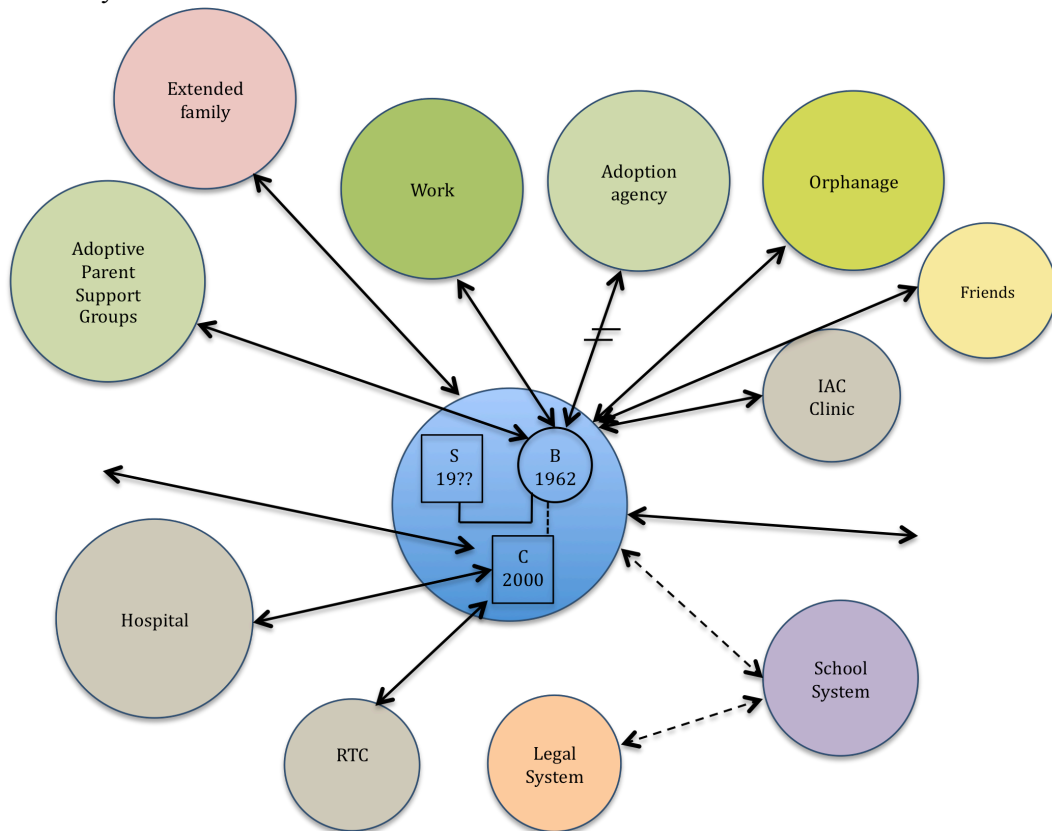 Extended
family
Work
Adoption
agency
Orphanage
Adoptive
Parent
Support
Groups
Friends
IAC
Clinic
S
19??
B
1962
C
2000
Hospital
School
System
RTC
Legal
System